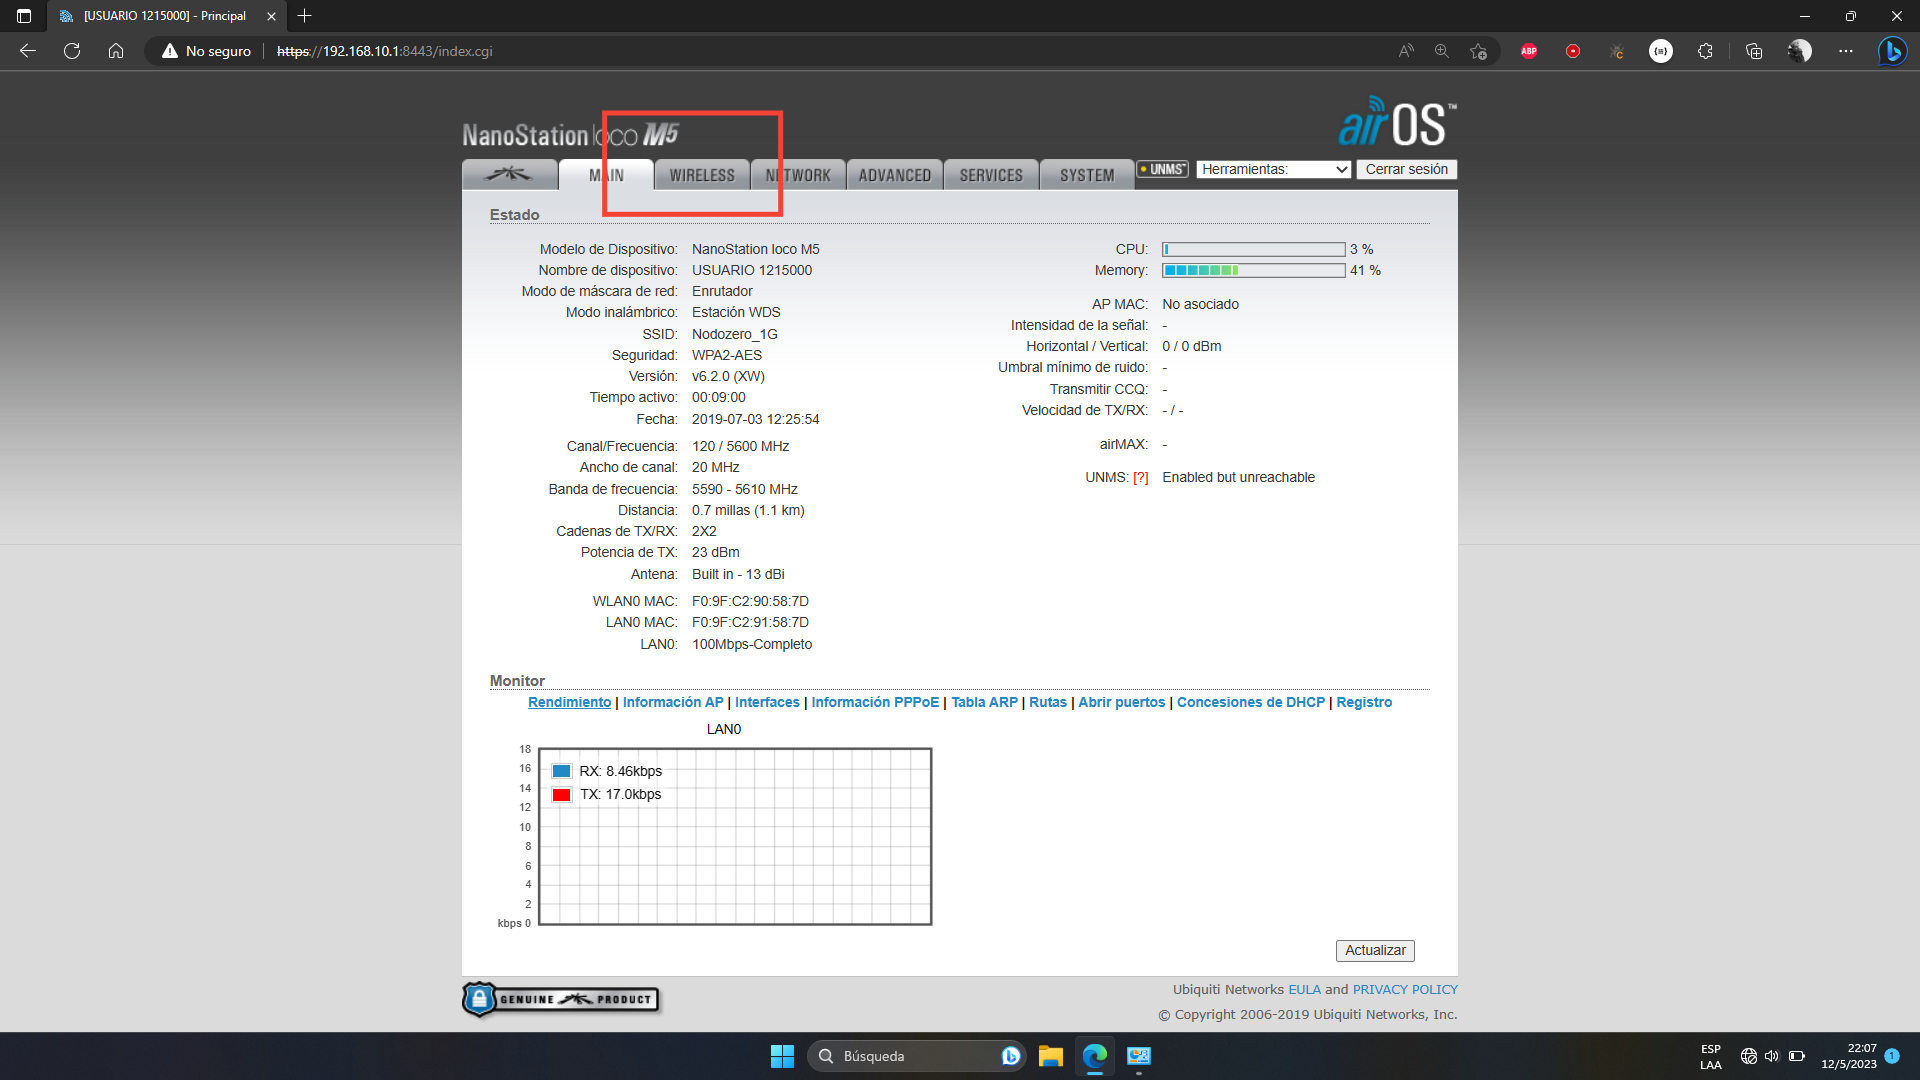 [USUARIO 1215000] - Principal
No seguro
https://192.168.10.1:8443/index.cgi
ABP
NanoStation loco M5
airOS™
MAIN
WIRELESS
NETWORK
ADVANCED
SERVICES
SYSTEM
UNMS™
Herramientas:
Cerrar sesión
Estado
Modelo de Dispositivo: NanoStation loco M5
Nombre de dispositivo: USUARIO 1215000
Modo de máscara de red: Enrutador
Modo inalámbrico: Estación WDS
SSID: Nodozero_1G
Seguridad: WPA2-AES
Versión: v6.2.0 (XW)
Tiempo activo: 00:09:00
Fecha: 2019-07-03 12:25:54
Canal/Frecuencia: 120 / 5600 MHz
Ancho de canal: 20 MHz
Banda de frecuencia: 5590 - 5610 MHz
Distancia: 0.7 millas (1.1 km)
Cadenas de TX/RX: 2X2
Potencia de TX: 23 dBm
Antena: Built in - 13 dBi
WLAN0 MAC: F0:9F:C2:90:58:7D
LAN0 MAC: F0:9F:C2:91:58:7D
LAN0: 100Mbps-Completo
CPU: 3 %
Memory: 41 %
AP MAC: No asociado
Intensidad de la señal: -
Horizontal / Vertical: 0 / 0 dBm
Umbral mínimo de ruido: -
Transmitir CCQ: -
Velocidad de TX/RX: - / -
airMAX: -
UNMS: [?] Enabled but unreachable
Monitor
Rendimiento | Información AP | Interfaces | Información PPPoE | Tabla ARP | Rutas | Abrir puertos | Concesiones de DHCP | Registro
LAN0
18
16
14
12
10
8
6
4
2
kbps 0
RX: 8.46kbps
TX: 17.0kbps
Actualizar
GENUINE PRODUCT
Ubiquiti Networks EULA and PRIVACY POLICY
© Copyright 2006-2019 Ubiquiti Networks, Inc.
Búsqueda
ESP
LAA
22:07
12/5/2023
1